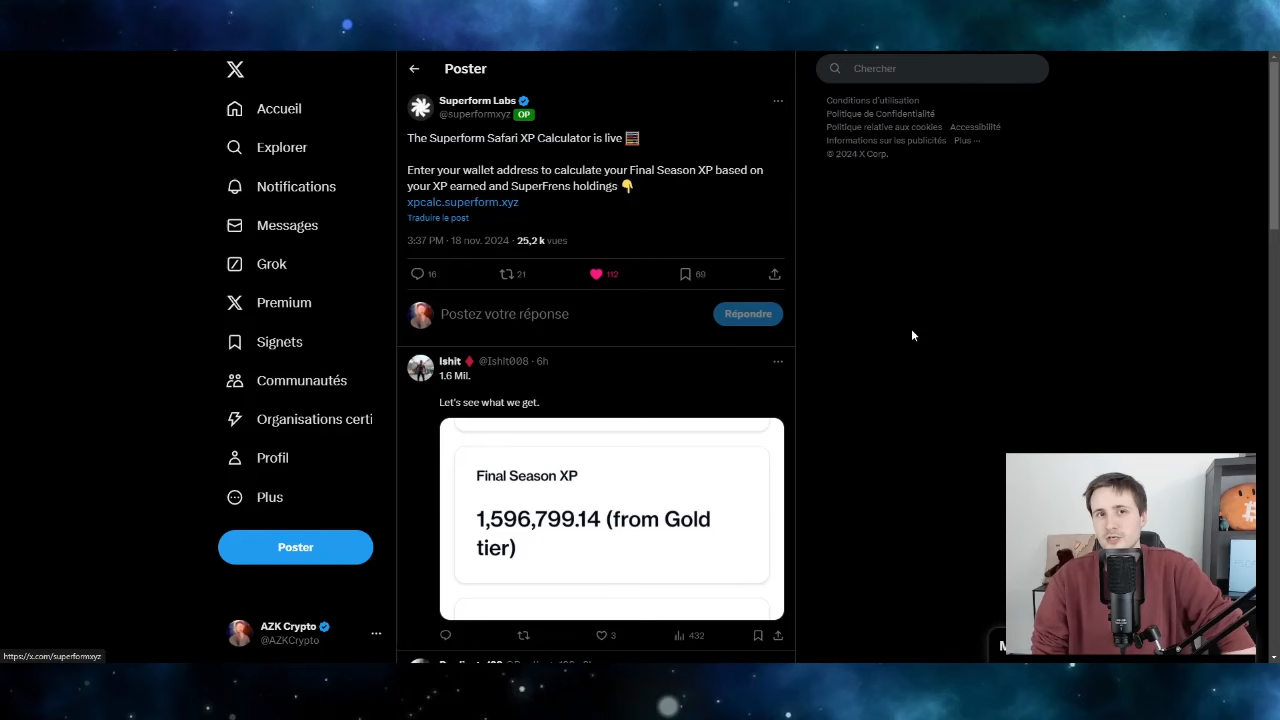 Accueil
Explorer
Notifications
Messages
Grok
Premium
Signets
Communautés
Organisations certi
Profil
Plus
Poster
AZK Crypto
@AZKCrypto
https://x.com/superformxyz
Poster
Superform Labs
@superformxyz OP
The Superform Safari XP Calculator is live 🧮
Enter your wallet address to calculate your Final Season XP based on
your XP earned and SuperFrens holdings 👇
xpcalc.superform.xyz
Traduire le post
3:37 PM · 18 nov. 2024 · 25,2 k vues
16 21 112 69
Postez votre réponse
Répondre
Ishit ♦️ @Ishit008 · 6h
1.6 Mil.
Let's see what we get.
Final Season XP
1,596,799.14 (from Gold
tier)
3 432
Chercher
Conditions d'utilisation
Politique de Confidentialité
Politique relative aux cookies Accessibilité
Informations sur les publicités Plus ···
© 2024 X Corp.